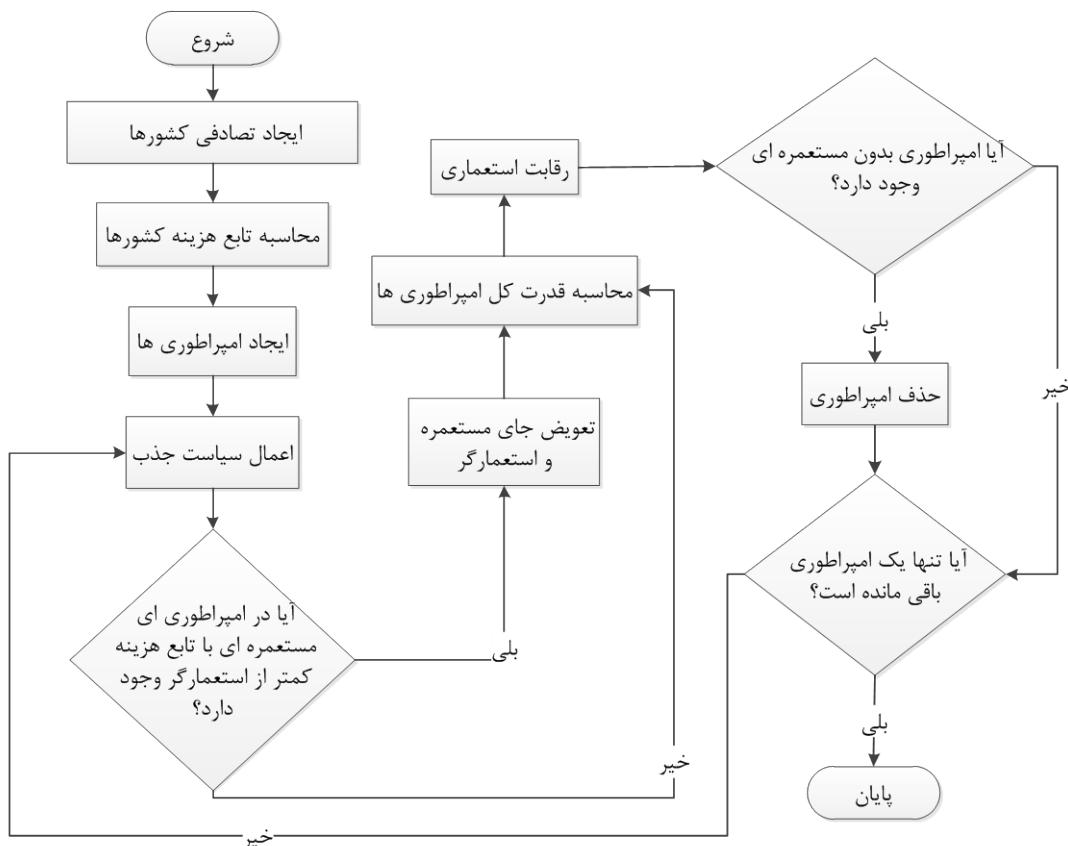 شروع
ایجاد تصادفی کشورها
محاسبه تابع هزینه کشورها
ایجاد امپراطوری ها
اعمال سیاست جذب
آیا در امپراطوری ای
مستعمره ای با تابع هزینه
کمتر از استعمارگر وجود
دارد؟
بلی
خیر
تعویض جای مستعمره
و استعمارگر
محاسبه قدرت کل امپراطوری ها
رقابت استعماری
آیا امپراطوری بدون مستعمره ای
وجود دارد؟
بلی
خیر
حذف امپراطوری
آیا تنها یک امپراطوری
باقی مانده است؟
خیر
بلی
پایان